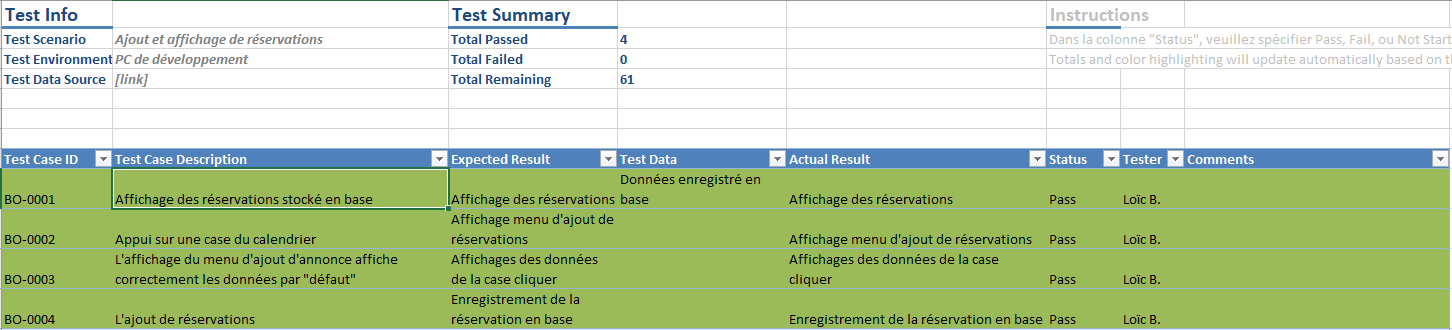 Test Info Test Summary Instructions
Test Scenario Ajout et affichage de réservations Total Passed 4 Dans la colonne "Status", veuillez spécifier Pass, Fail, ou Not Start
Test Environment PC de développement Total Failed 0 Totals and color highlighting will update automatically based on
Test Data Source [link] Total Remaining 61
Test Case ID Test Case Description Expected Result Test Data Actual Result Status Tester Comments
Données enregistré en
BO-0001 Affichage des réservations stocké en base Affichage des réservations base Affichage des réservations Pass Loïc B.
Affichage menu d'ajout de
BO-0002 Appui sur une case du calendrier réservations Affichage menu d'ajout de réservations Pass Loïc B.
L'affichage du menu d'ajout d'annonce affiche Affichages des données Affichages des données de la case
BO-0003 correctement les données par "défaut" de la case cliquer cliquer Pass Loïc B.
Enregistrement de la
BO-0004 L'ajout de réservations réservation en base Enregistrement de la réservation en base Pass Loïc B.